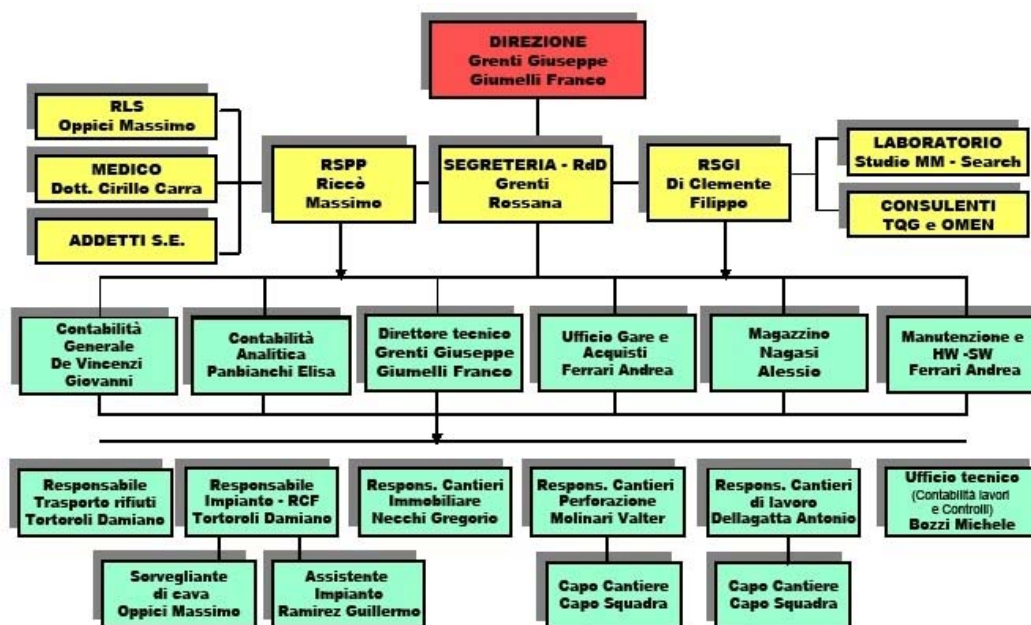 DIREZIONE
Grenti Giuseppe
Giumelli Franco
RLS
Oppici Massimo
MEDICO
Dott. Cirillo Carra
ADDETTI S.E.
RSPP
Riccò
Massimo
SEGRETERIA - RdD
Grenti
Rossana
RSGI
Di Clemente
Filippo
LABORATORIO
Studio MM - Search
CONSULENTI
TQG e OMEN
Contabilità
Generale
De Vincenzi
Giovanni
Contabilità
Analitica
Panbianchi Elisa
Direttore tecnico
Grenti Giuseppe
Giumelli Franco
Ufficio Gare e
Acquisti
Ferrari Andrea
Magazzino
Nagasi
Alessio
Manutenzione e
HW -SW
Ferrari Andrea
Responsabile
Trasporto rifiuti
Tortoroli Damiano
Responsabile
Impianto - RCF
Tortoroli Damiano
Respons. Cantieri
Immobiliare
Necchi Gregorio
Respons. Cantieri
Perforazione
Molinari Valter
Respons. Cantieri
di lavoro
Dellagatta Antonio
Ufficio tecnico
(Contabilità lavori
e Controlli)
Bozzi Michele
Sorvegliante
di cava
Oppici Massimo
Assistente
Impianto
Ramirez Guillermo
Capo Cantiere
Capo Squadra
Capo Cantiere
Capo Squadra